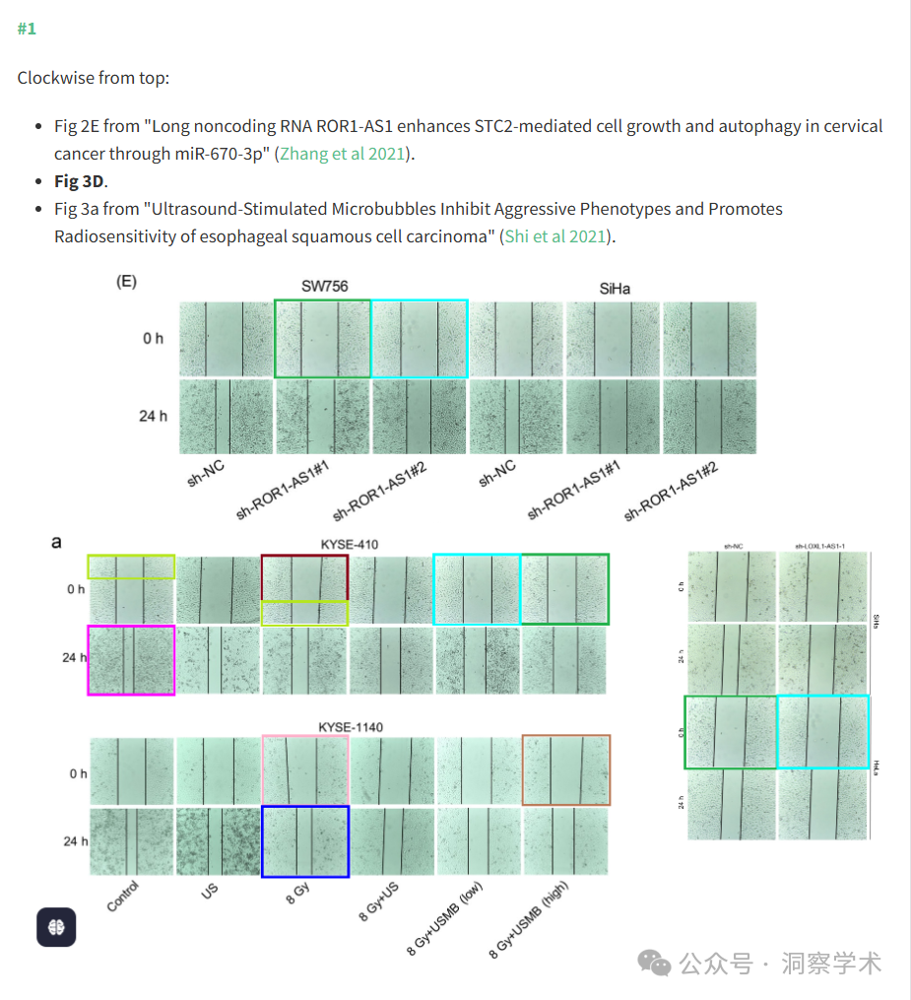 #1
Clockwise from top:
Fig 2E from "Long noncoding RNA ROR1-AS1 enhances STC2-mediated cell growth and autophagy in cervical
cancer through miR-670-3p" (Zhang et al 2021).
Fig 3D.
Fig 3a from "Ultrasound-Stimulated Microbubbles Inhibit Aggressive Phenotypes and Promotes
Radiosensitivity of esophageal squamous cell carcinoma" (Shi et al 2021).
(E)
SW756 SiHa
0 h
24 h
sh-NC sh-ROR1-AS1#1 sh-ROR1-AS1#2 sh-NC sh-ROR1-AS1#1 sh-ROR1-AS1#2
a
KYSE-410
0 h
24 h
KYSE-1140
0 h
24 h
Control US 8 Gy 8 Gy+US 8 Gy+USMB (low) 8 Gy+USMB (high)
sh-NC sh-LOXL1-AS1-1
0 h
24 h
SiHa
0 h
24 h
HeLa
公众号 · 洞察学术